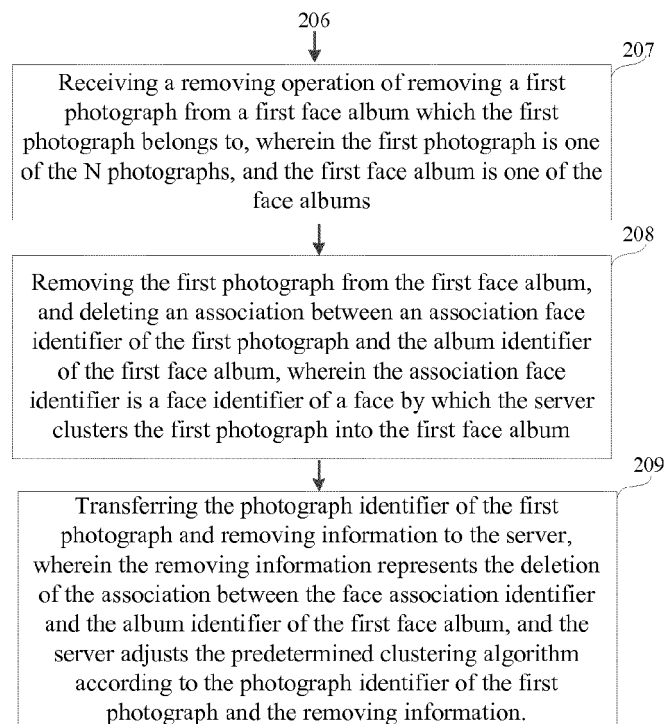 206
207
Receiving a removing operation of removing a first
photograph from a first face album which the first
photograph belongs to, wherein the first photograph is one
of the N photographs, and the first face album is one of the
face albums
208
Removing the first photograph from the first face album,
and deleting an association between an association face
identifier of the first photograph and the album identifier
of the first face album, wherein the association face
identifier is a face identifier of a face by which the server
clusters the first photograph into the first face album
209
Transferring the photograph identifier of the first
photograph and removing information to the server,
wherein the removing information represents the deletion
of the association between the face association identifier
and the album identifier of the first face album, and the
server adjusts the predetermined clustering algorithm
according to the photograph identifier of the first
photograph and the removing information.